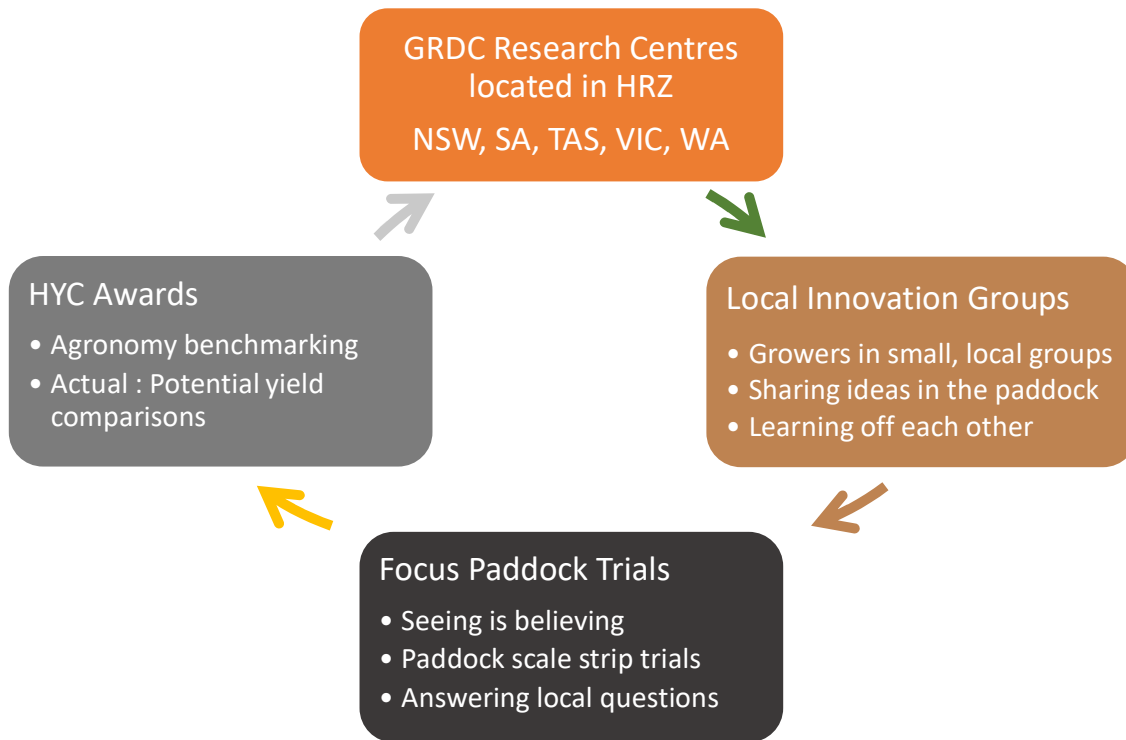 GRDC Research Centres
located in HRZ
NSW, SA, TAS, VIC, WA
HYC Awards
• Agronomy benchmarking
• Actual : Potential yield
comparisons
Local Innovation Groups
• Growers in small, local groups
• Sharing ideas in the paddock
• Learning off each other
Focus Paddock Trials
• Seeing is believing
• Paddock scale strip trials
• Answering local questions